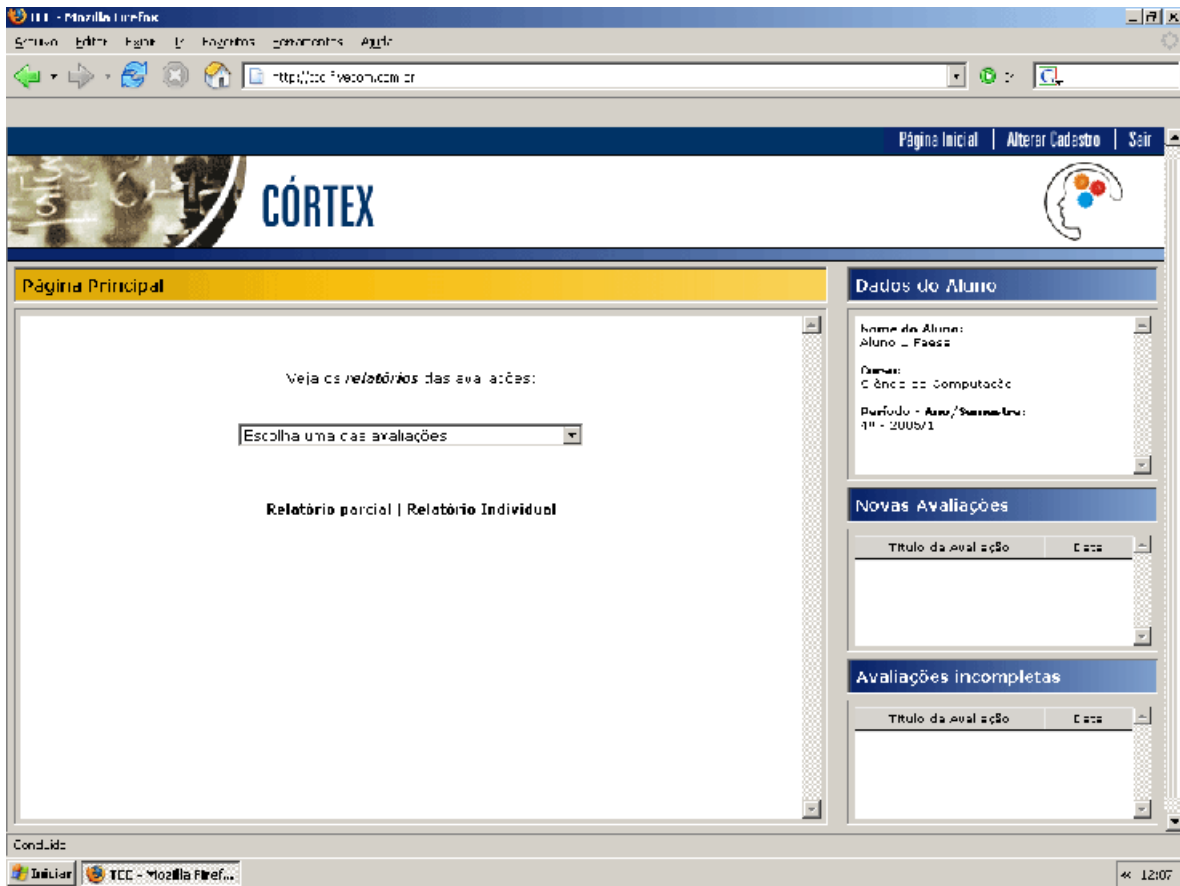 TCC - Mozilla Firefox
Arquivo Editar Exibir Ir Favoritos Ferramentas Ajuda
Ir
Página Inicial | Alterar Cadastro | Sair
CÓRTEX
Página Principal
Dados do Aluno
Veja os relatórios das avaliações:
Escolha uma das avaliações
Relatório parcial | Relatório Individual
Nome do Aluno:
Aluno Faesa
Curso:
Ciência da Computação
Período - Ano/Semestre:
4º - 2005/1
Novas Avaliações
Título da Avaliação Data
Avaliações incompletas
Título da Avaliação Data
Concluído
Iniciar TCC - Mozilla Firef... « 12:07